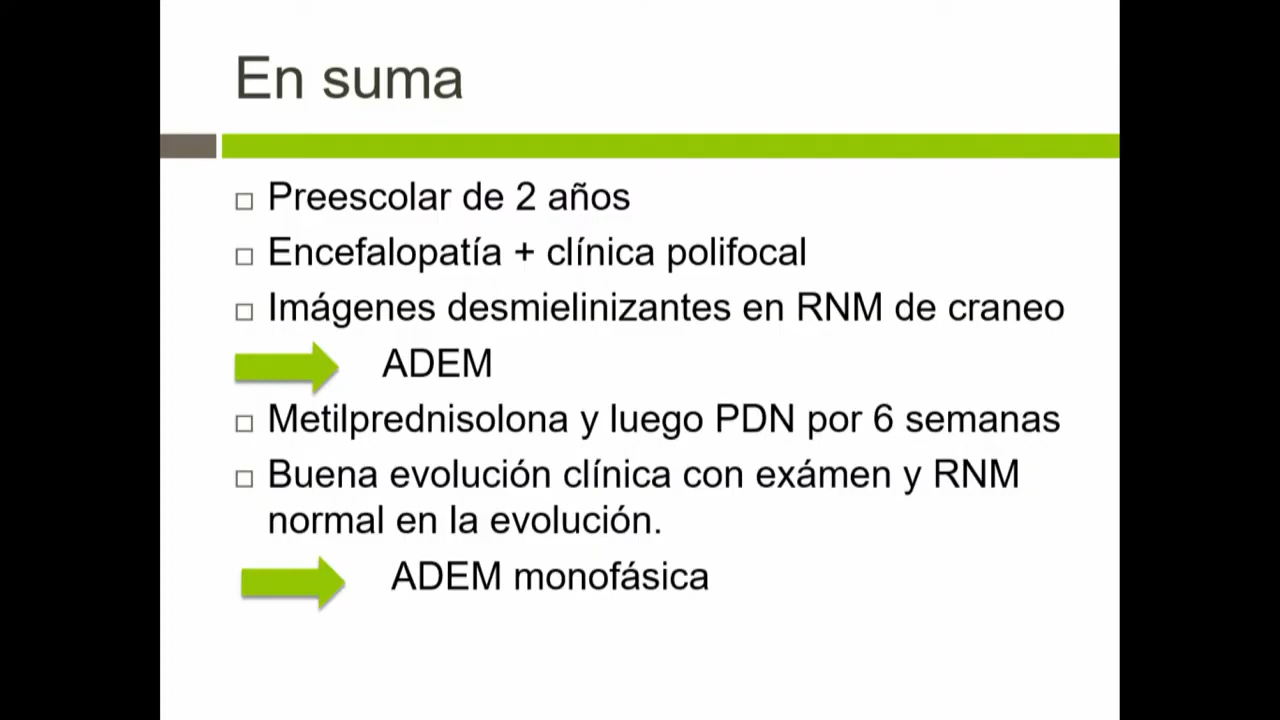 En suma
Preescolar de 2 años
Encefalopatía + clínica polifocal
Imágenes desmielinizantes en RNM de craneo
ADEM
Metilprednisolona y luego PDN por 6 semanas
Buena evolución clínica con exámen y RNM
normal en la evolución.
ADEM monofásica